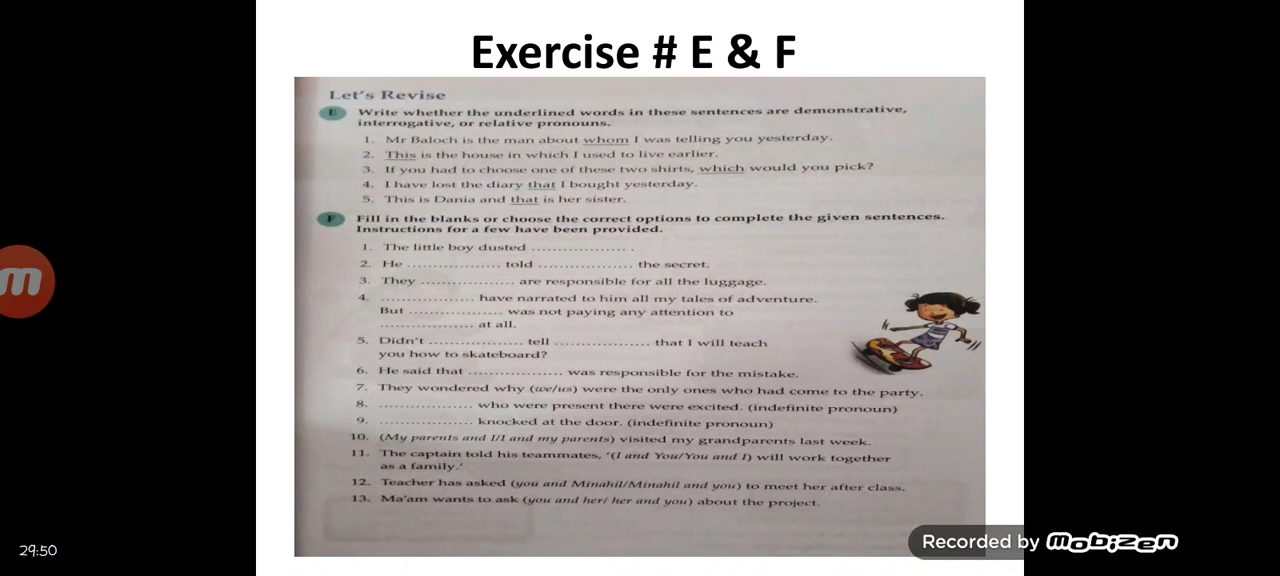 Exercise # E & F
Let's Revise
E Write whether the underlined words in these sentences are demonstrative,
interrogative, or relative pronouns.
1. Mr Baloch is the man about whom I was telling you yesterday.
2. This is the house in which I used to live earlier.
3. If you had to choose one of these two shirts, which would you pick?
4. I have lost the diary that I bought yesterday.
5. This is Dania and that is her sister.
F Fill in the blanks or choose the correct options to complete the given sentences.
Instructions for a few have been provided.
1. The little boy dusted .................. .
2. He ................. told ................. the secret.
3. They ................. are responsible for all the luggage.
4. ................. have narrated to him all my tales of adventure.
But ................. was not paying any attention to
................. at all.
5. Didn't ................. tell ................. that I will teach
you how to skateboard?
6. He said that ................. was responsible for the mistake.
7. They wondered why (we/us) were the only ones who had come to the party.
8. ................. who were present there were excited. (indefinite pronoun)
9. ................. knocked at the door. (indefinite pronoun)
10. (My parents and I/I and my parents) visited my grandparents last week.
11. The captain told his teammates, '(I and You/You and I) will work together
as a family.'
12. Teacher has asked (you and Minahil/Minahil and you) to meet her after class.
13. Ma'am wants to ask (you and her/ her and you) about the project.
29:50
Recorded by mobizen